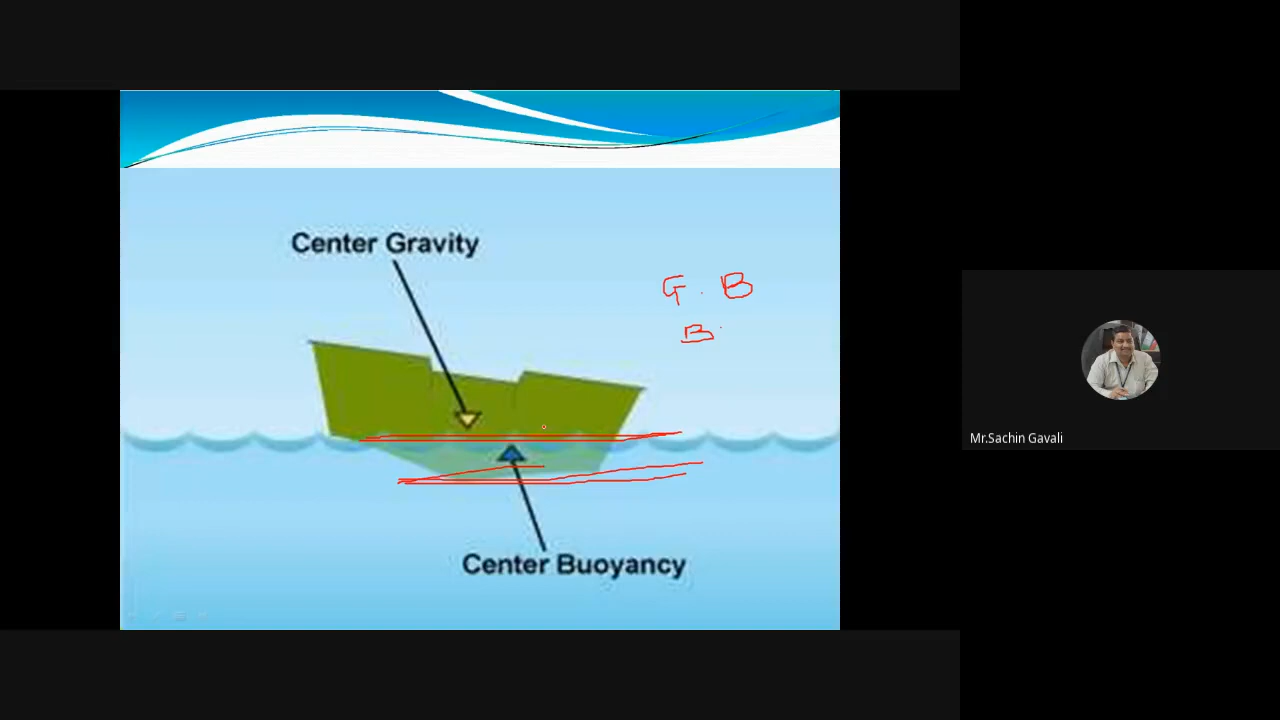 Center Gravity
G . B
B
Center Buoyancy
Mr.Sachin Gavali